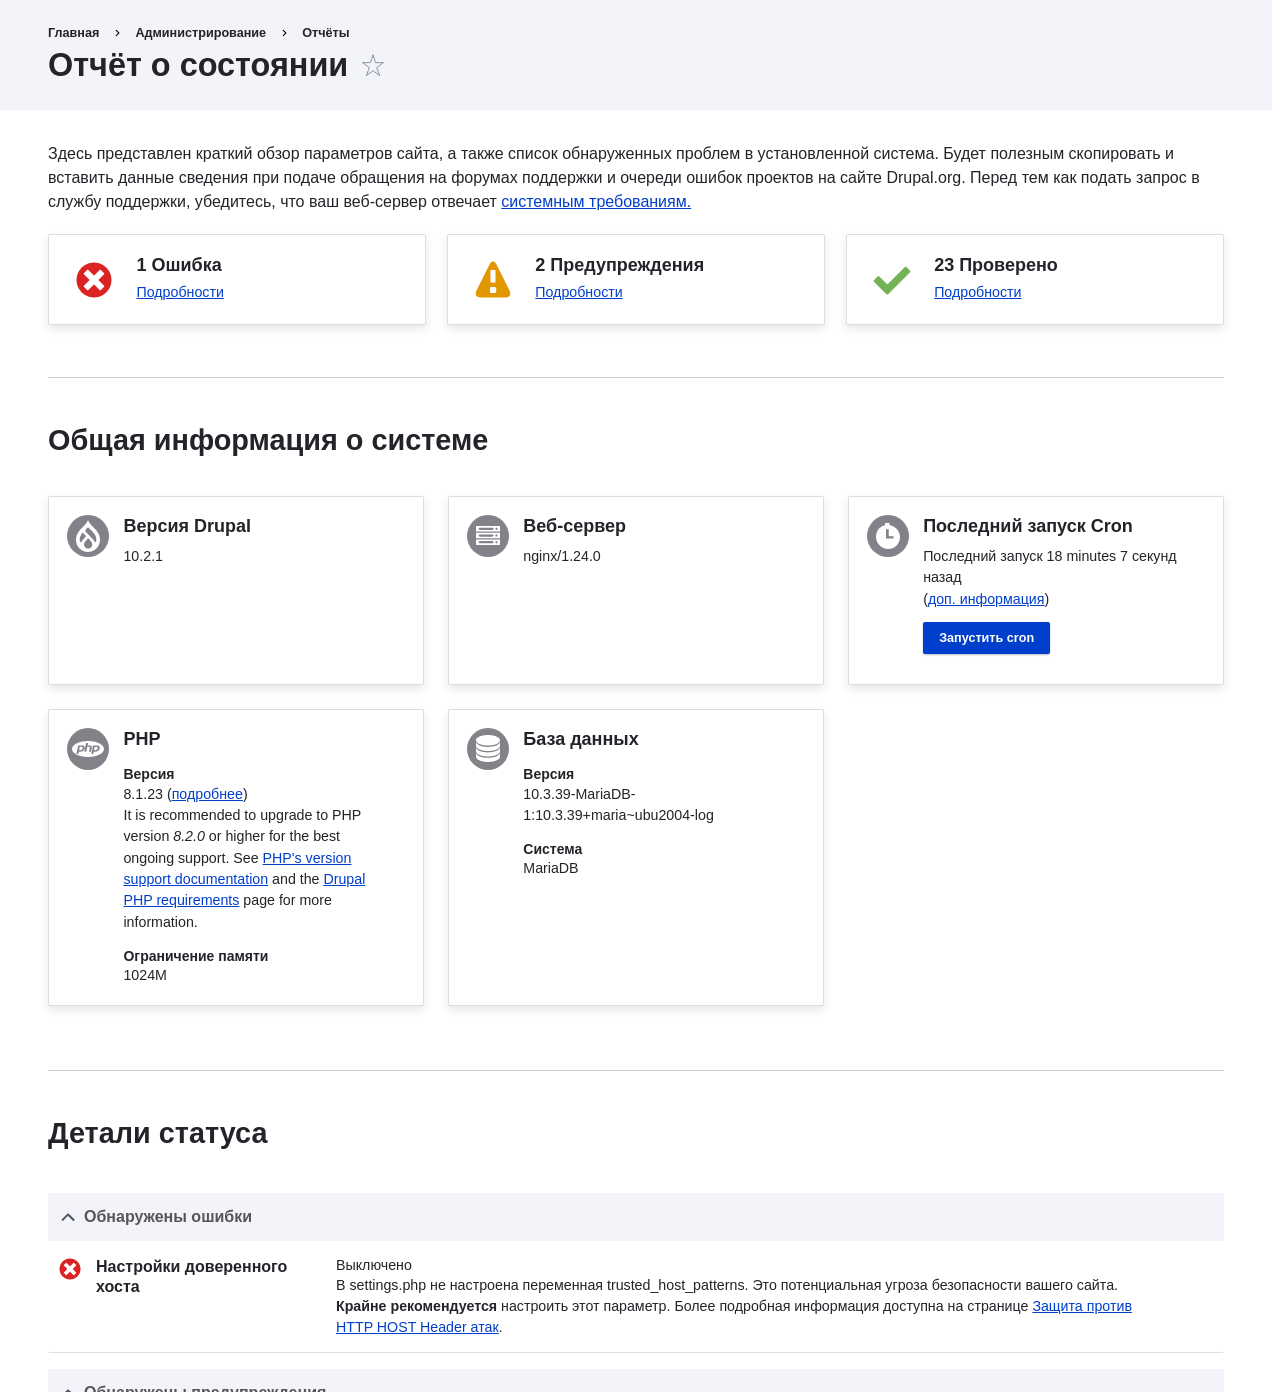 Главная › Администрирование › Отчёты
Отчёт о состоянии
Здесь представлен краткий обзор параметров сайта, а также список обнаруженных проблем в установленной система. Будет полезным скопировать и
вставить данные сведения при подаче обращения на форумах поддержки и очереди ошибок проектов на сайте Drupal.org. Перед тем как подать запрос в
службу поддержки, убедитесь, что ваш веб-сервер отвечает системным требованиям.
1 Ошибка
Подробности
2 Предупреждения
Подробности
23 Проверено
Подробности
Общая информация о системе
Версия Drupal
10.2.1
Веб-сервер
nginx/1.24.0
Последний запуск Cron
Последний запуск 18 minutes 7 секунд
назад
(доп. информация)
Запустить cron
php
PHP
Версия
8.1.23 (подробнее)
It is recommended to upgrade to PHP
version 8.2.0 or higher for the best
ongoing support. See PHP's version
support documentation and the Drupal
PHP requirements page for more
information.
Ограничение памяти
1024M
База данных
Версия
10.3.39-MariaDB-
1:10.3.39+maria~ubu2004-log
Система
MariaDB
Детали статуса
Обнаружены ошибки
Настройки доверенного
хоста
Выключено
В settings.php не настроена переменная trusted_host_patterns. Это потенциальная угроза безопасности вашего сайта.
Крайне рекомендуется настроить этот параметр. Более подробная информация доступна на странице Защита против
HTTP HOST Header атак.
Обнаружены предупреждения